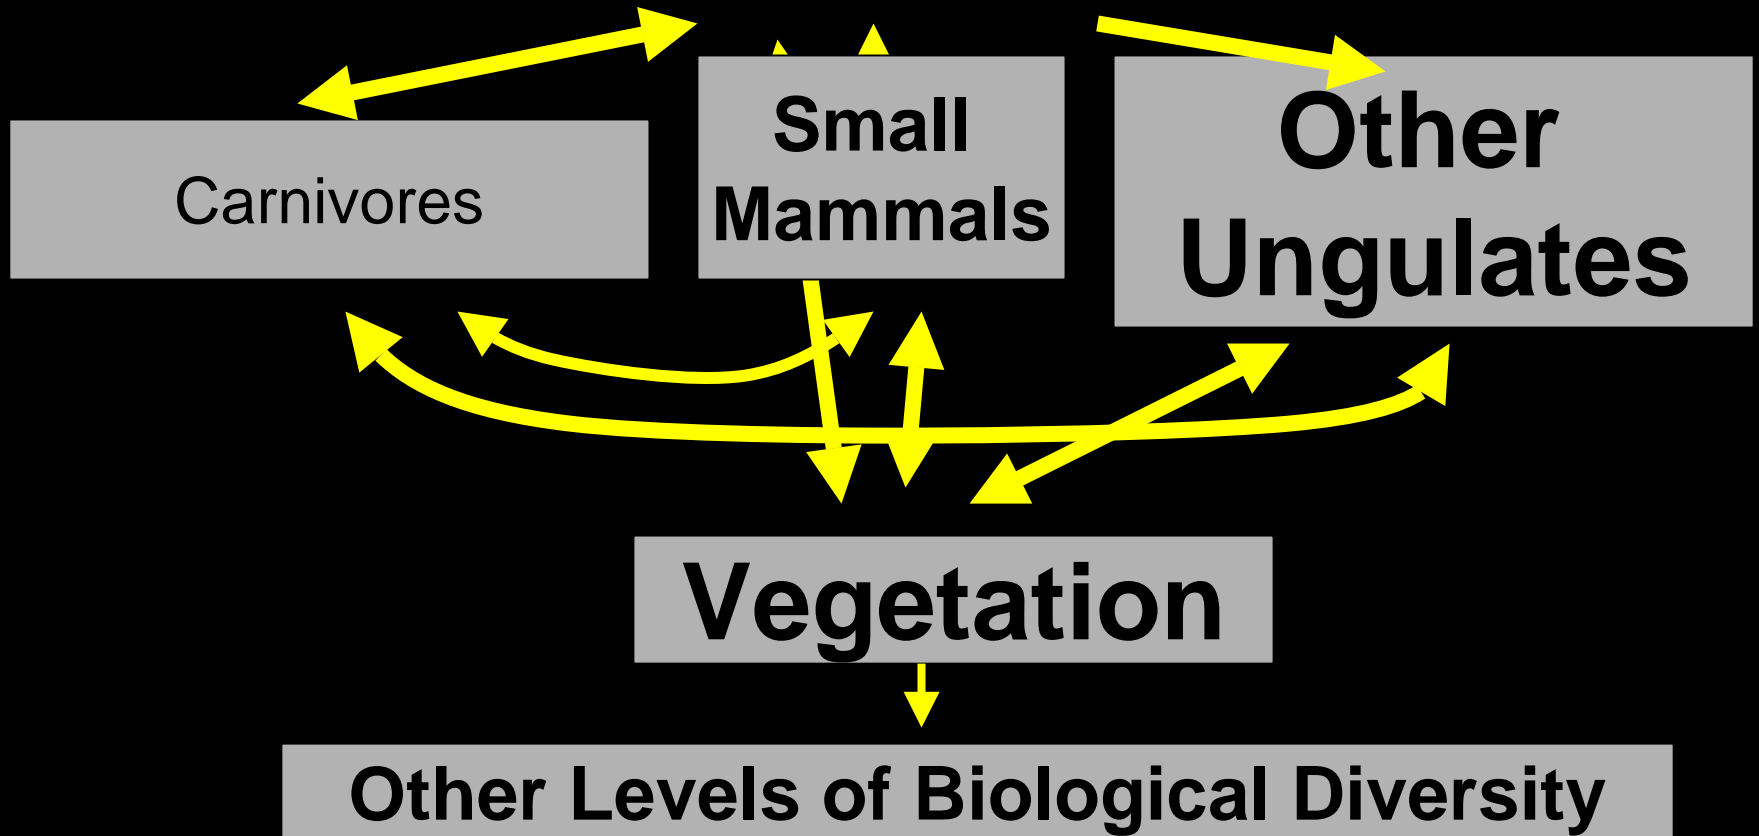 Carnivores
Small
Mammals
Other
Ungulates
Vegetation
Other Levels of Biological Diversity